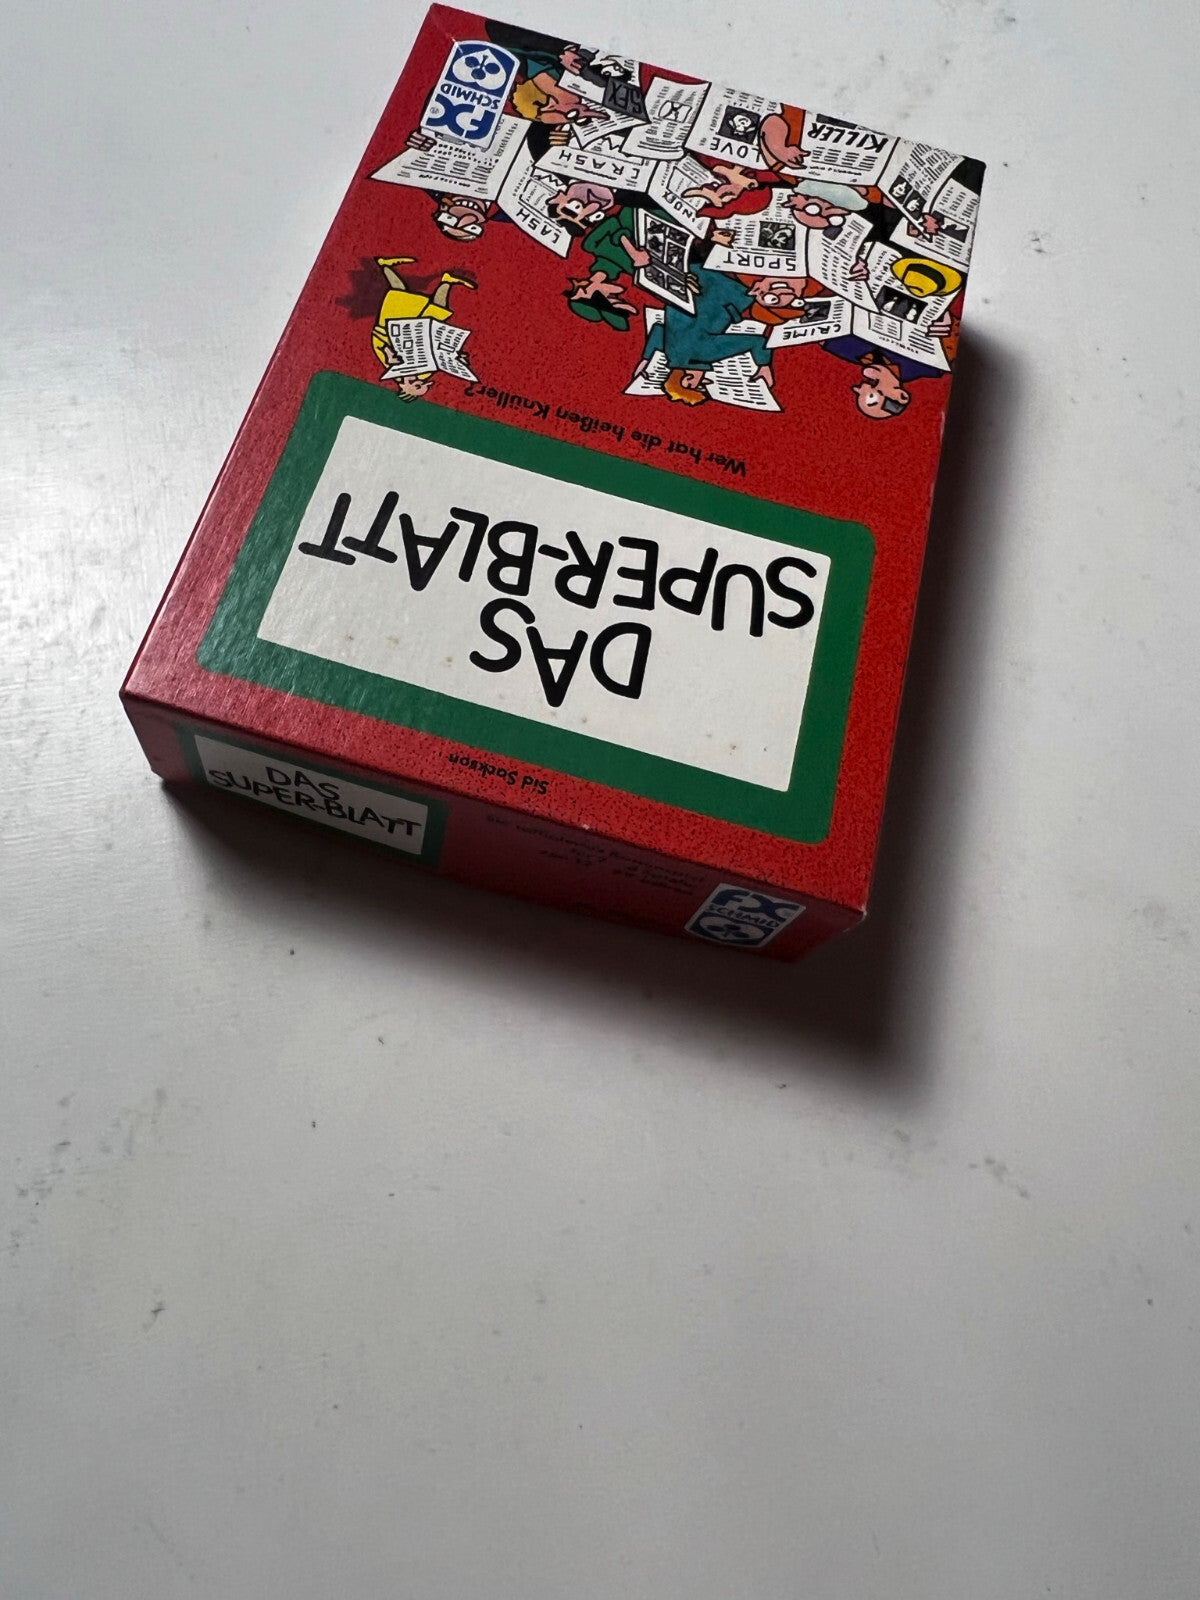 Sid Sackson
DAS
SUPER-BLATT
Wer hat die heißen Knüller?
CRIME
SPORT
CASH
INDEX
CRASH
LOVE
KILLER
SEX
FX
SCHMID
DAS
SUPER-BLATT
FX
SCHMID